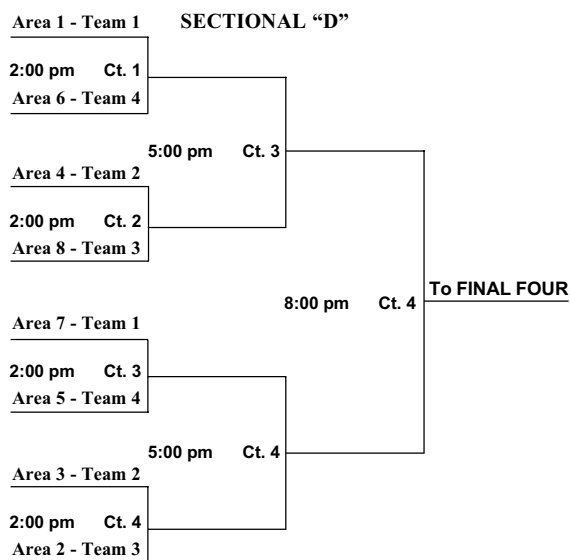 Area 1 - Team 1 SECTIONAL “D”
2:00 pm Ct. 1
Area 6 - Team 4
5:00 pm Ct. 3
Area 4 - Team 2
2:00 pm Ct. 2
Area 8 - Team 3
8:00 pm Ct. 4
To FINAL FOUR
Area 7 - Team 1
2:00 pm Ct. 3
Area 5 - Team 4
5:00 pm Ct. 4
Area 3 - Team 2
2:00 pm Ct. 4
Area 2 - Team 3